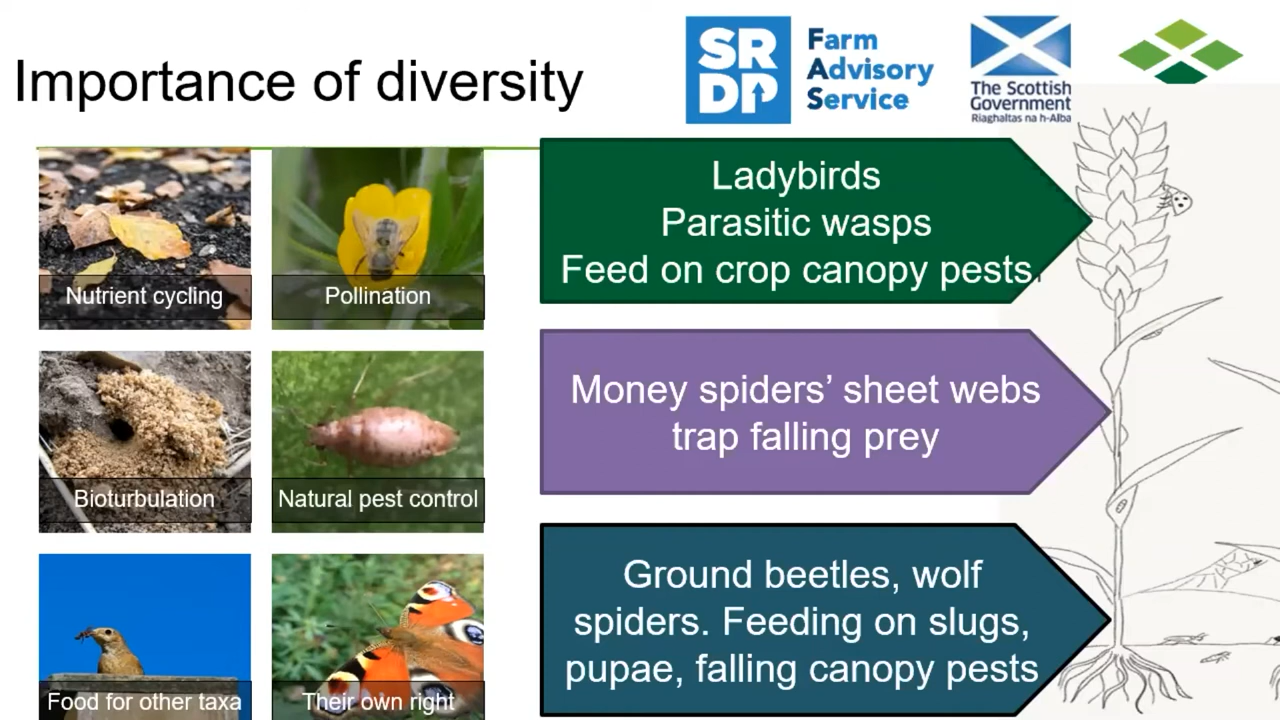 Importance of diversity
SR
DP
Farm
Advisory
Service
The Scottish
Government
Riaghaltas na h-Alba
Nutrient cycling
Pollination
Bioturbulation
Natural pest control
Food for other taxa
Their own right
Ladybirds
Parasitic wasps
Feed on crop canopy pests.
Money spiders’ sheet webs
trap falling prey
Ground beetles, wolf
spiders. Feeding on slugs,
pupae, falling canopy pests